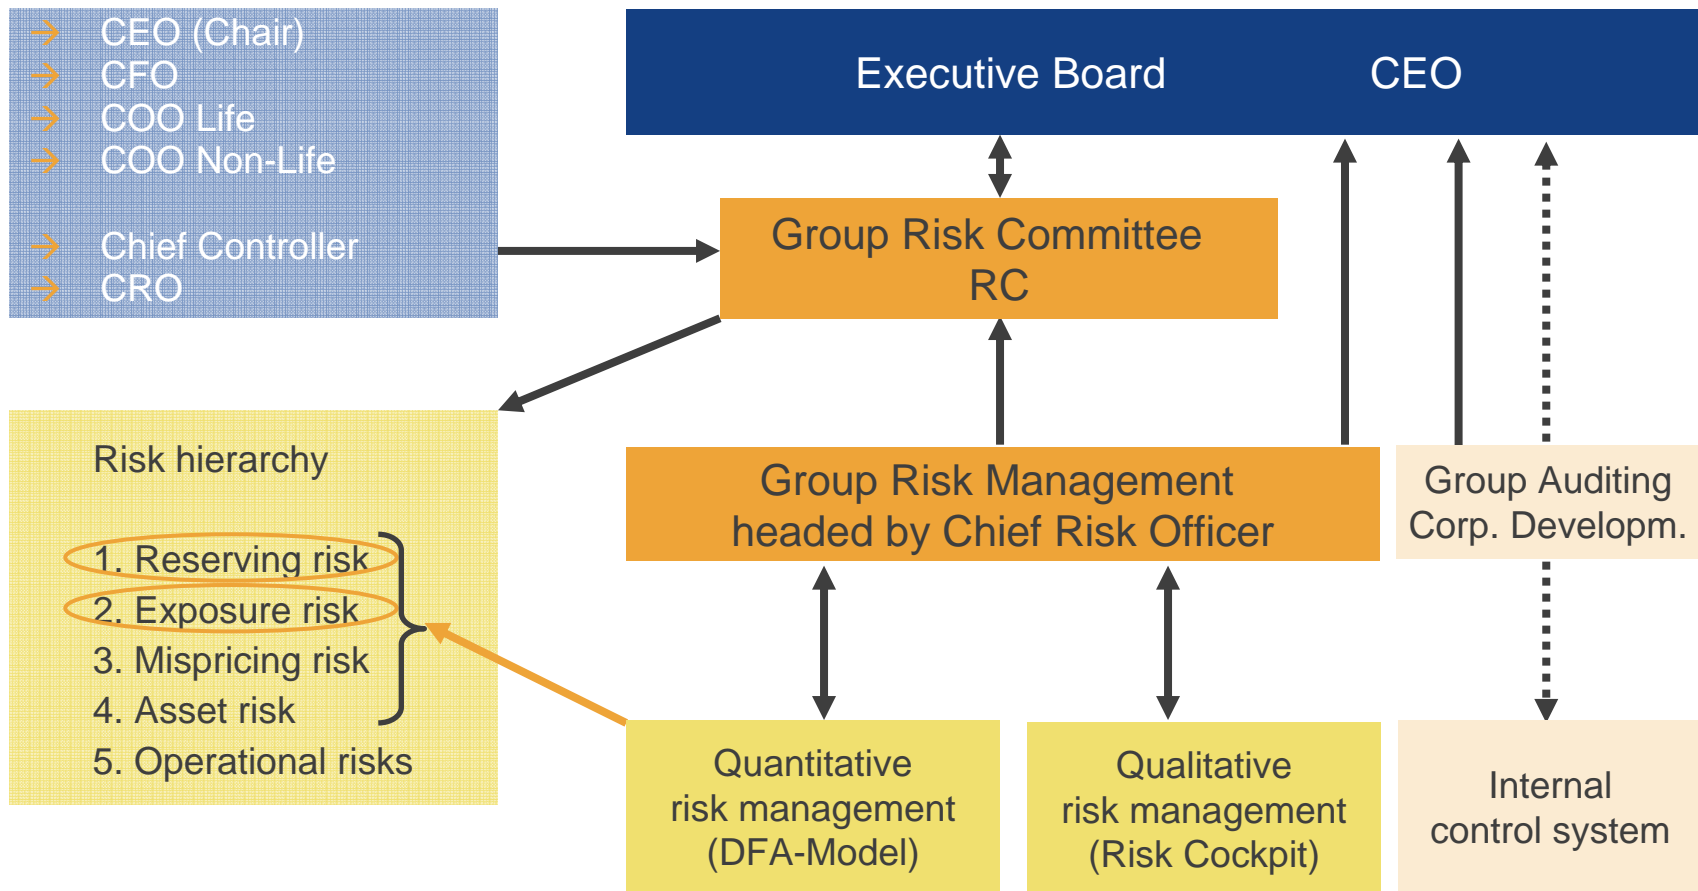 CEO (Chair)
CFO
COO Life
COO Non-Life
Chief Controller
CRO
Executive Board
CEO
Group Risk Committee
RC
Risk hierarchy
1. Reserving risk
2. Exposure risk
3. Mispricing risk
4. Asset risk
5. Operational risks
Group Risk Management
headed by Chief Risk Officer
Group Auditing
Corp. Developm.
Quantitative
risk management
(DFA-Model)
Qualitative
risk management
(Risk Cockpit)
Internal
control system